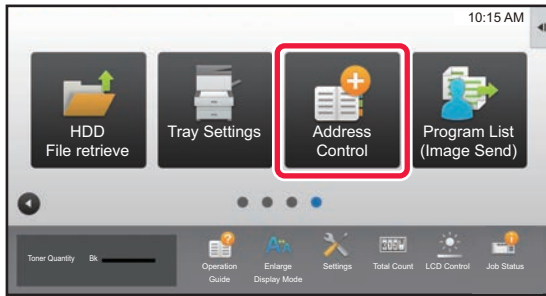 10:15 AM
HDD
File retrieve
Tray Settings
Address
Control
Program List
(Image Send)
Toner Quantity Bk
Operation
Guide
Enlarge
Display Mode
Settings
Total Count
LCD Control
Job Status